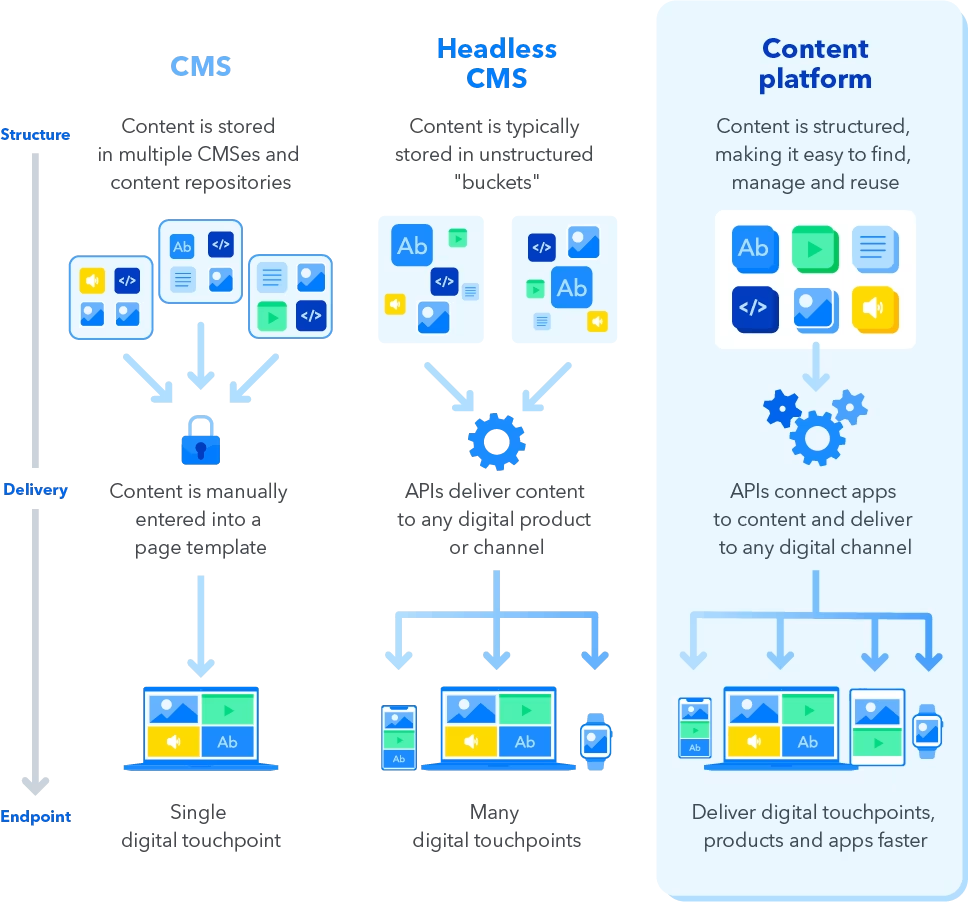 CMS
Headless
CMS
Content
platform
Structure
Content is stored
in multiple CMSes and
content repositories
Content is typically
stored in unstructured
"buckets"
Content is structured,
making it easy to find,
manage and reuse
Ab
</>
</>
</>
Ab
</>
</>
Ab
Ab
</>
Delivery
Content is manually
entered into a
page template
APIs deliver content
to any digital product
or channel
APIs connect apps
to content and deliver
to any digital channel
Ab
Ab
Ab
Ab
Ab
Endpoint
Single
digital touchpoint
Many
digital touchpoints
Deliver digital touchpoints,
products and apps faster